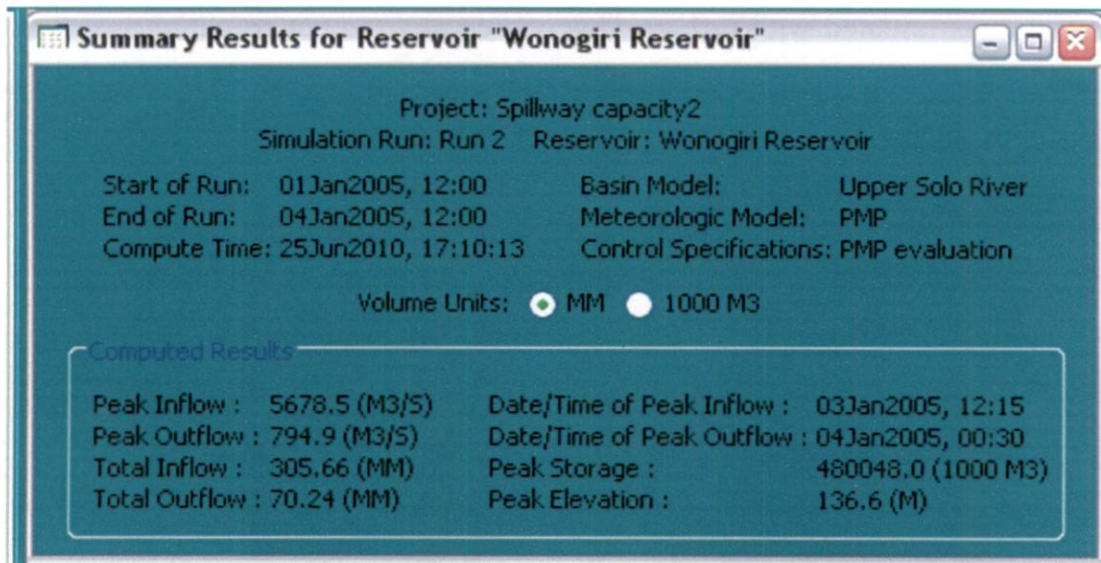 Summary Results for Reservoir "Wonogiri Reservoir"
Project: Spillway capacity2
Simulation Run: Run 2 Reservoir: Wonogiri Reservoir
Start of Run: 01Jan2005, 12:00 Basin Model: Upper Solo River
End of Run: 04Jan2005, 12:00 Meteorologic Model: PMP
Compute Time: 25Jun2010, 17:10:13 Control Specifications: PMP evaluation
Volume Units: MM 1000 M3
Computed Results
Peak Inflow : 5678.5 (M3/S) Date/Time of Peak Inflow : 03Jan2005, 12:15
Peak Outflow : 794.9 (M3/S) Date/Time of Peak Outflow : 04Jan2005, 00:30
Total Inflow : 305.66 (MM) Peak Storage : 480048.0 (1000 M3)
Total Outflow : 70.24 (MM) Peak Elevation : 136.6 (M)